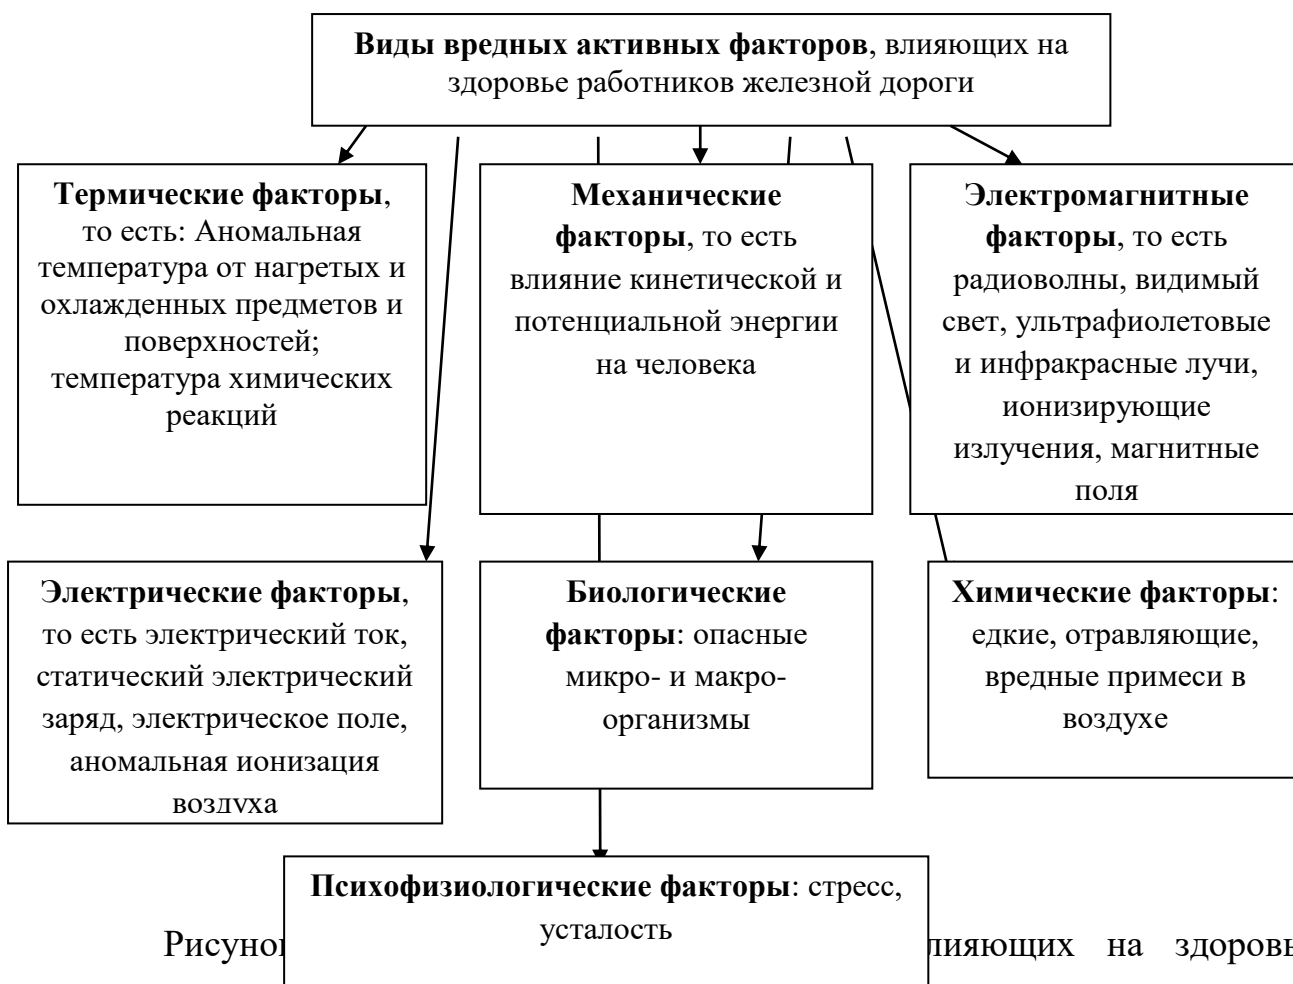 Виды вредных активных факторов, влияющих на
здоровье работников железной дороги
Термические факторы,
то есть: Аномальная
температура от нагретых и
охлажденных предметов и
поверхностей;
температура химических
реакций
Механические
факторы, то есть
влияние кинетической и
потенциальной энергии
на человека
Электромагнитные
факторы, то есть
радиоволны, видимый
свет, ультрафиолетовые
и инфракрасные лучи,
ионизирующие
излучения, магнитные
поля
Электрические факторы,
то есть электрический ток,
статический электрический
заряд, электрическое поле,
аномальная ионизация
воздуха
Биологические
факторы: опасные
микро- и макро-
организмы
Химические факторы:
едкие, отравляющие,
вредные примеси в
воздухе
Психофизиологические факторы: стресс,
усталость
на